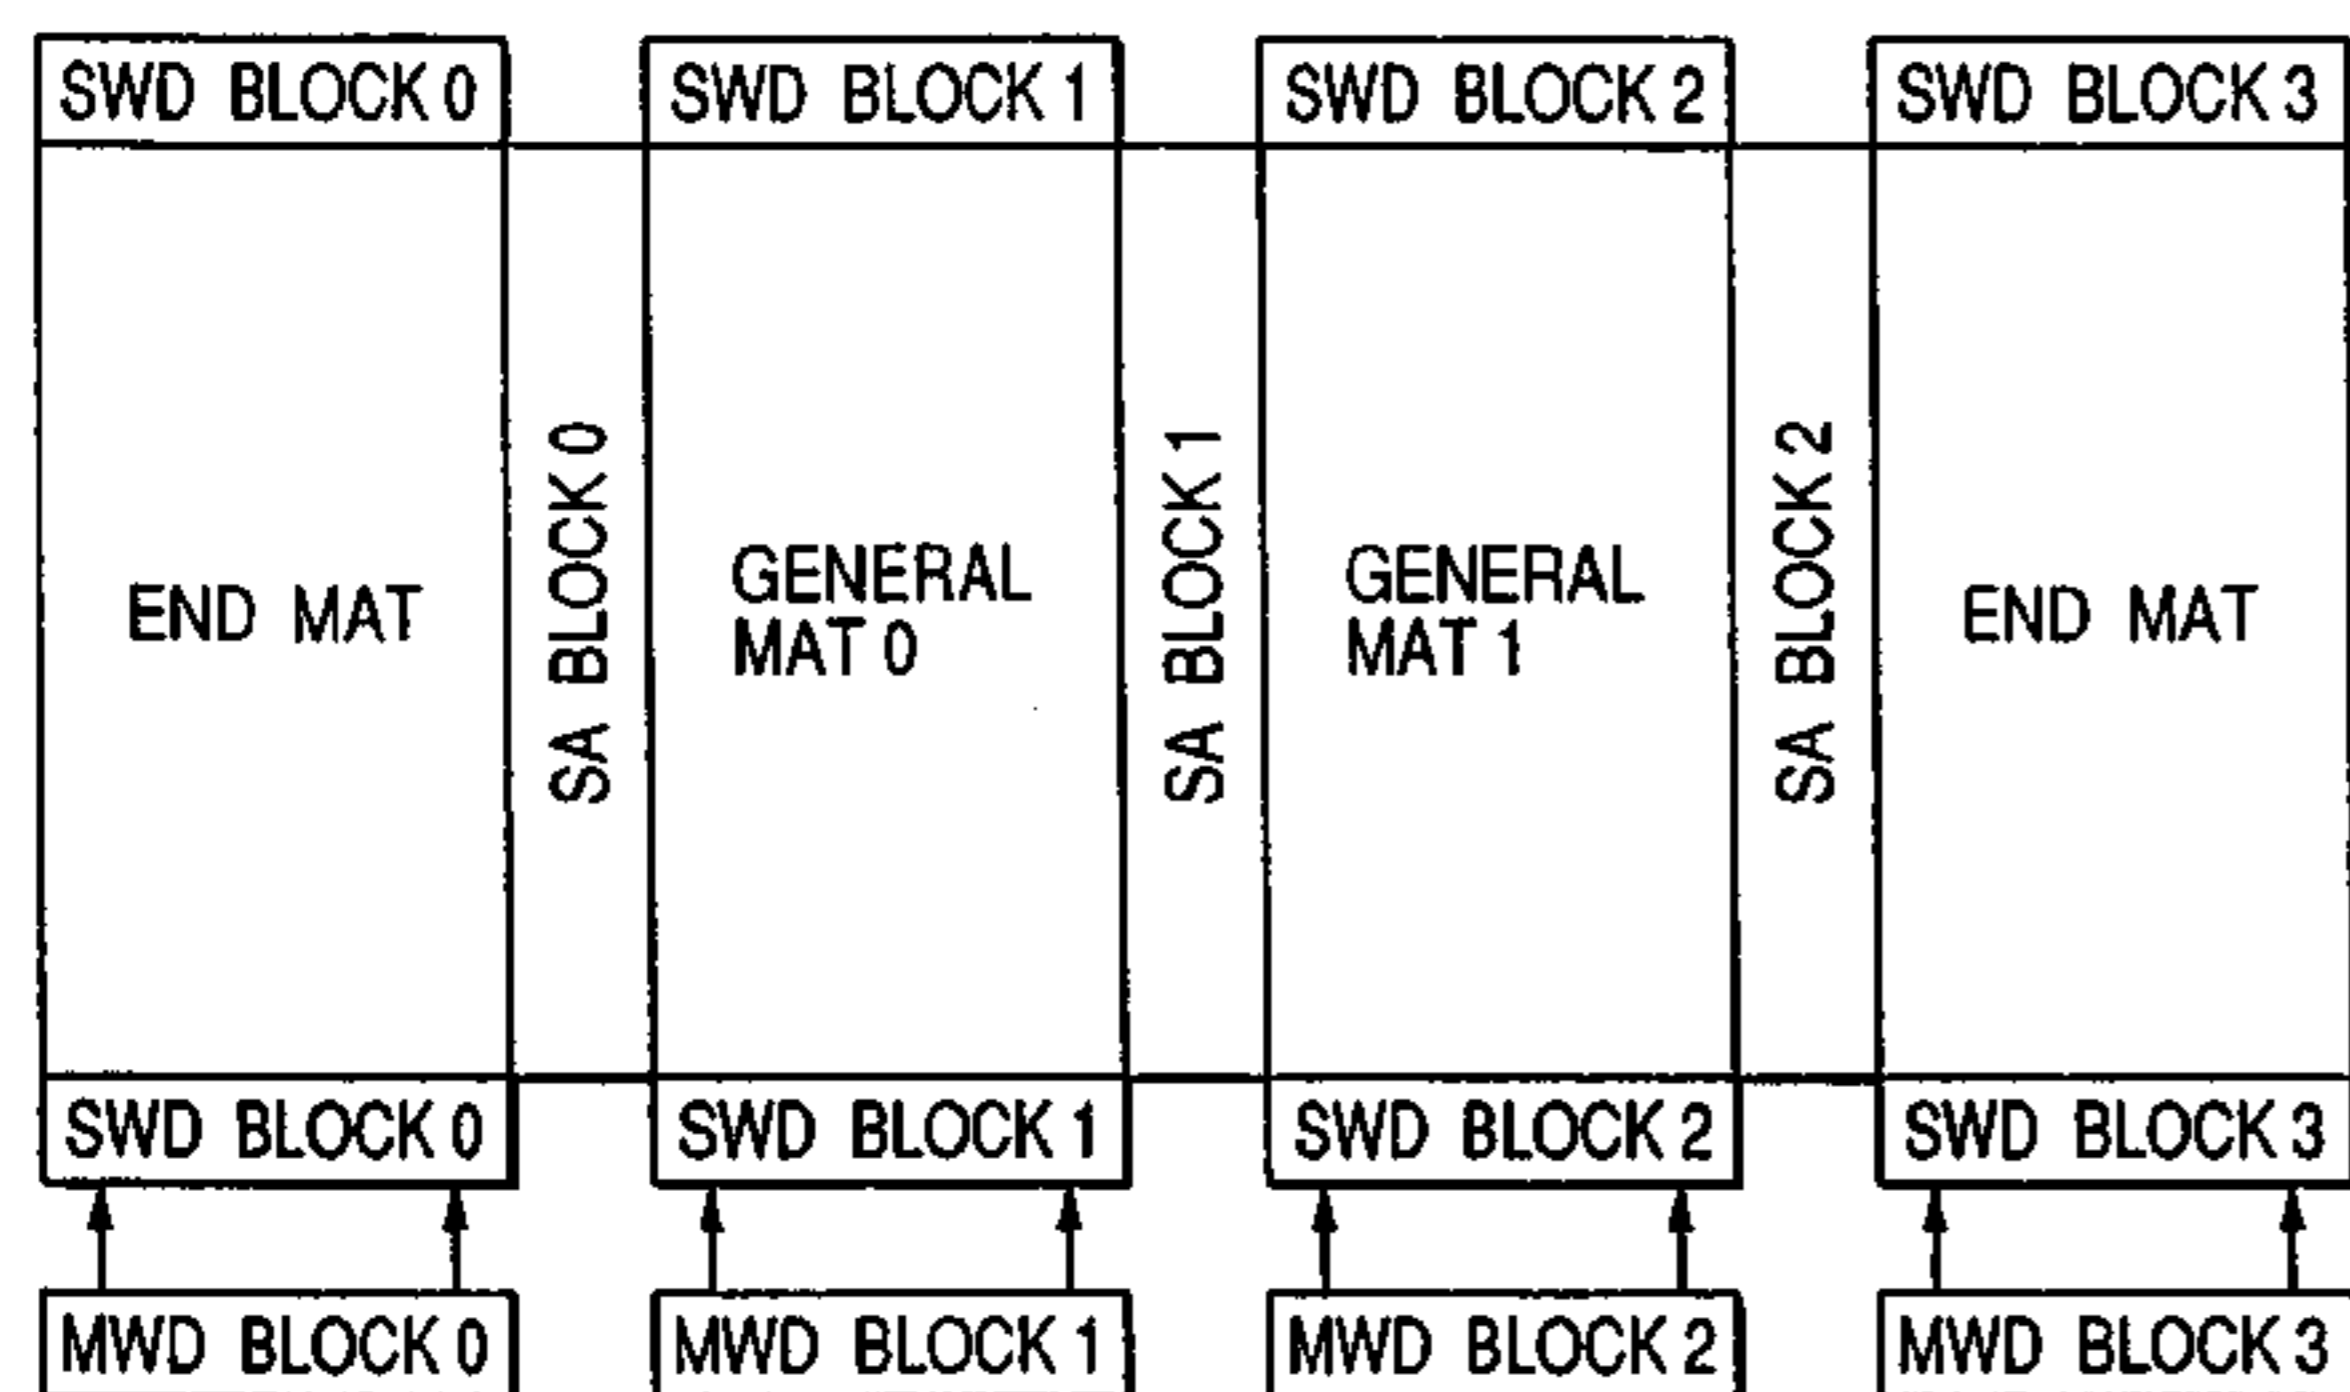 SWD BLOCK 0
SWD BLOCK 1
SWD BLOCK 2
SWD BLOCK 3
END MAT
SA BLOCK 0
GENERAL
MAT 0
SA BLOCK 1
GENERAL
MAT 1
SA BLOCK 2
END MAT
SWD BLOCK 0
SWD BLOCK 1
SWD BLOCK 2
SWD BLOCK 3
MWD BLOCK 0
MWD BLOCK 1
MWD BLOCK 2
MWD BLOCK 3